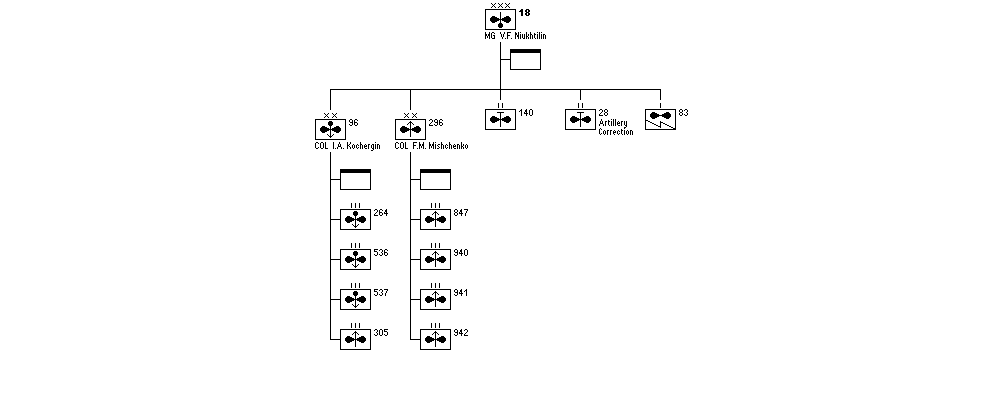 XXX
18
MG V.F. Niukhtilin
XX
96
COL I.A. Kochergin
XX
296
COL F.M. Mishchenko
II
140
II
28
Artillery
Correction
I
83
III
264
III
536
III
537
III
305
III
847
III
940
III
941
III
942